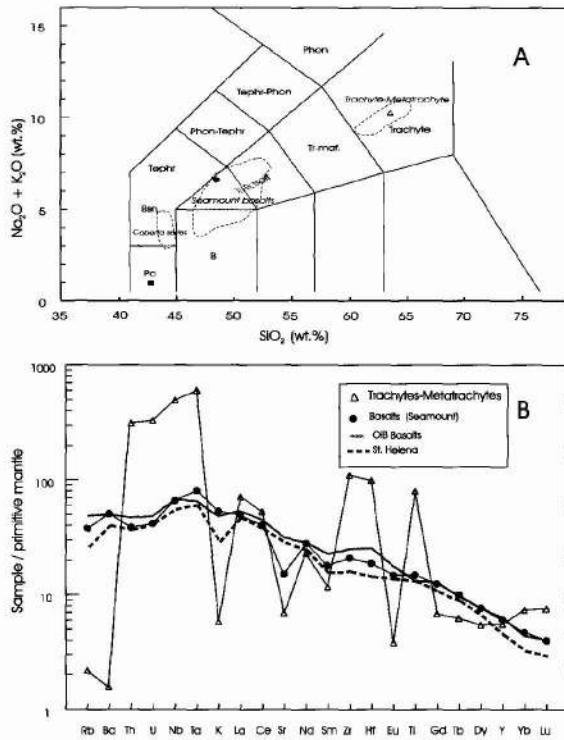 A
Na₂O + K₂O (wt.%)
15
10
5
0
Phon
Tephr-Phon
Trachyte-Metatrachyte
Trachyte
Phon-Tephr
Tr-maf.
Tephr
Seamount basalts
Bsn
B
Pc
35 40 45 50 55 60 65 70 75
SiO₂ (wt.%)
B
Sample / primitive mantle
1000
100
10
1
Trachytes-Metatrachytes
Basalts (Seamount)
OIB Basalts
St. Helena
Rb Ba Th U Nb Ta K La Ce Sr Nd Sm Zr Hf Eu Ti Gd Tb Dy Y Yb Lu